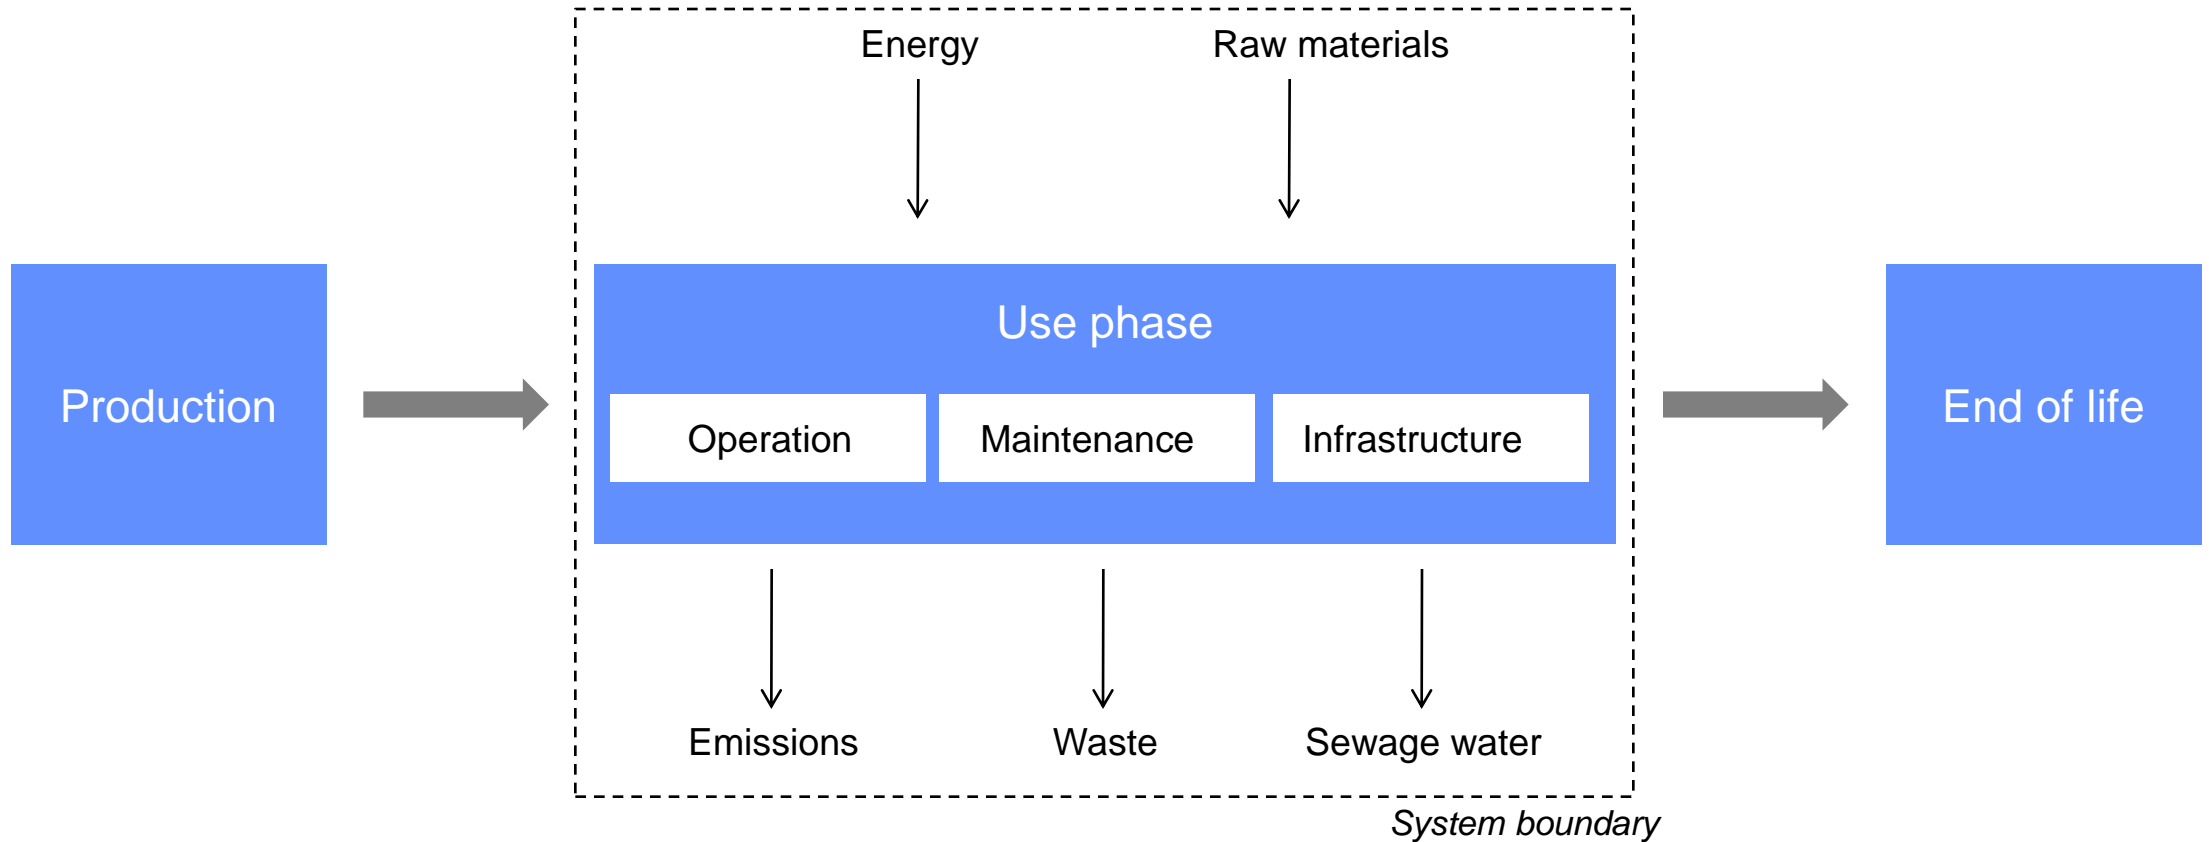 Energy
Raw materials
Production
Use phase
Operation
Maintenance
Infrastructure
End of life
Emissions
Waste
Sewage water
System boundary